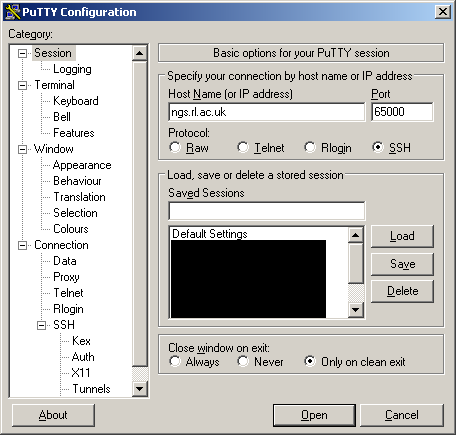 PuTTY Configuration
Category:
Session
Logging
Terminal
Keyboard
Bell
Features
Window
Appearance
Behaviour
Translation
Selection
Colours
Connection
Data
Proxy
Telnet
Rlogin
SSH
Kex
Auth
X11
Tunnels
Basic options for your PuTTY session
Specify your connection by host name or IP address
Host Name (or IP address) Port
ngs.rl.ac.uk 65000
Protocol:
Raw Telnet Rlogin SSH
Load, save or delete a stored session
Saved Sessions
Default Settings
Load
Save
Delete
Close window on exit:
Always Never Only on clean exit
About Open Cancel